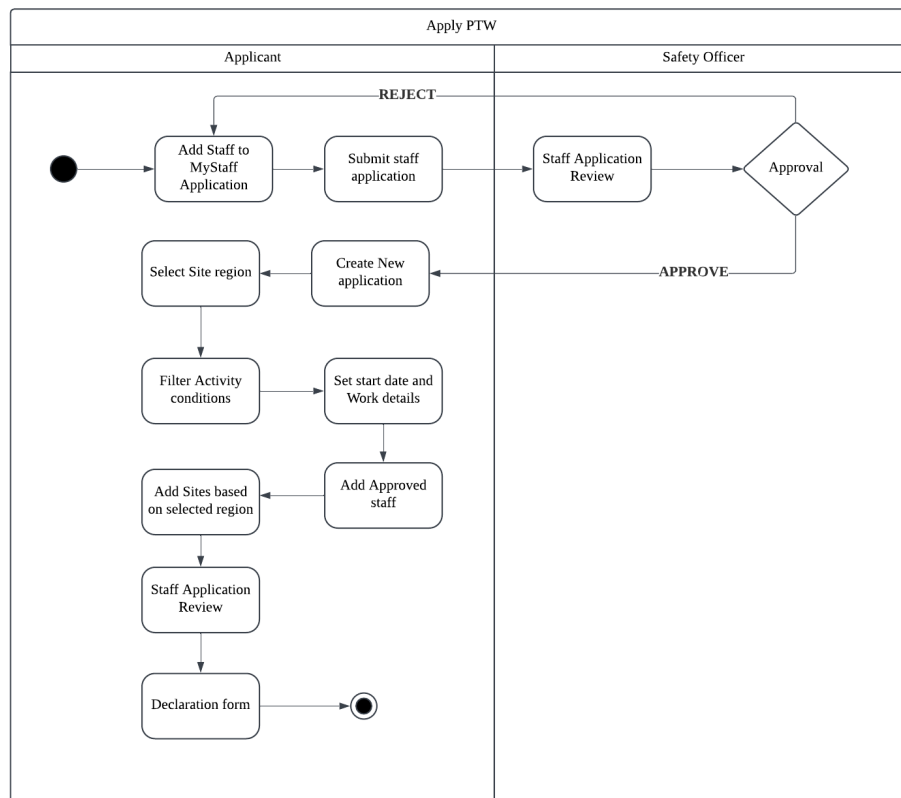 Apply PTW
Applicant
Safety Officer
REJECT
Add Staff to
MyStaff
Application
Submit staff
application
Staff Application
Review
Approval
Select Site region
Create New
application
APPROVE
Filter Activity
conditions
Set start date and
Work details
Add Sites based
on selected region
Add Approved
staff
Staff Application
Review
Declaration form